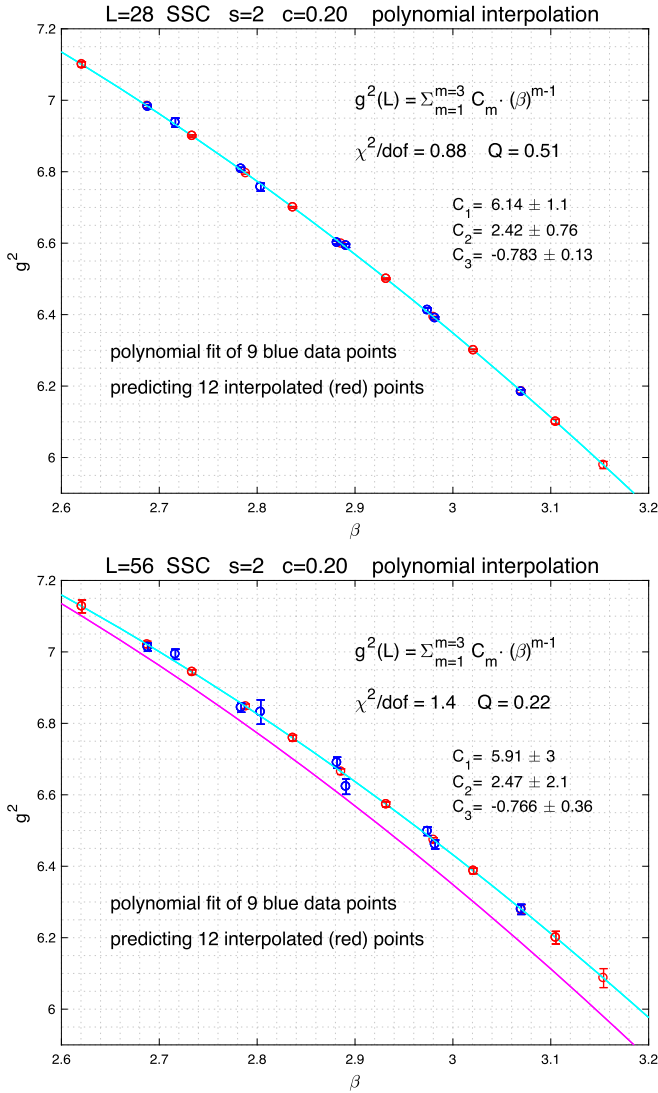 L=28 SSC s=2 c=0.20 polynomial interpolation
7.2
7
6.8
6.6
6.4
6.2
6
g²
g²(L) = Σ_{m=1}^{m=3} C_m · (β)^{m-1}
χ²/dof = 0.88 Q = 0.51
C₁= 6.14 ± 1.1
C₂= 2.42 ± 0.76
C₃= -0.783 ± 0.13
polynomial fit of 9 blue data points
predicting 12 interpolated (red) points
2.6 2.7 2.8 2.9 3 3.1 3.2
β
L=56 SSC s=2 c=0.20 polynomial interpolation
7.2
7
6.8
6.6
6.4
6.2
6
g²
g²(L) = Σ_{m=1}^{m=3} C_m · (β)^{m-1}
χ²/dof = 1.4 Q = 0.22
C₁= 5.91 ± 3
C₂= 2.47 ± 2.1
C₃= -0.766 ± 0.36
polynomial fit of 9 blue data points
predicting 12 interpolated (red) points
2.6 2.7 2.8 2.9 3 3.1 3.2
β